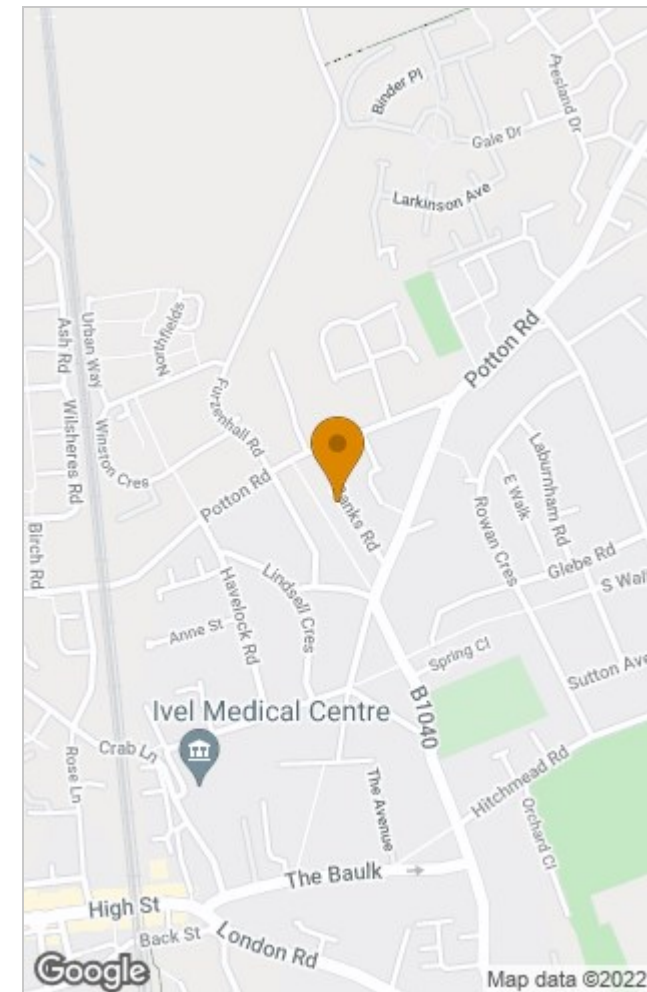 Binder Pl
Presland Dr
Gale Dr
Larkinson Ave
Potton Rd
Northfields
Urban Way
Ash Rd
Wilsheres Rd
Winston Cres
Furzenhall Rd
Banks Rd
Potton Rd
Laburnham Rd
E Walk
Rowan Cres
Birch Rd
Glebe Rd
S Wal
Lindsell Cres
Havelock Rd
Anne St
Spring Cl
Sutton Ave
B1040
Ivel Medical Centre
Crab Ln
Rose Ln
Hitchmead Rd
The Avenue
Orchard Cl
The Baulk
High St
Back St
London Rd
Google
Map data ©2022